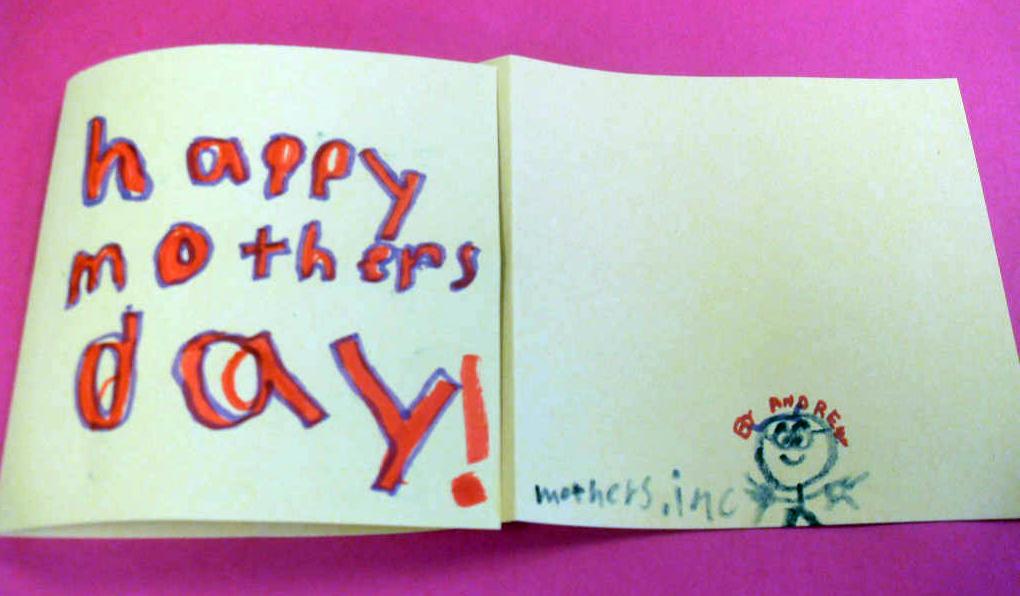 happy
mothers
day!
BY ANDREW
mothers.inc